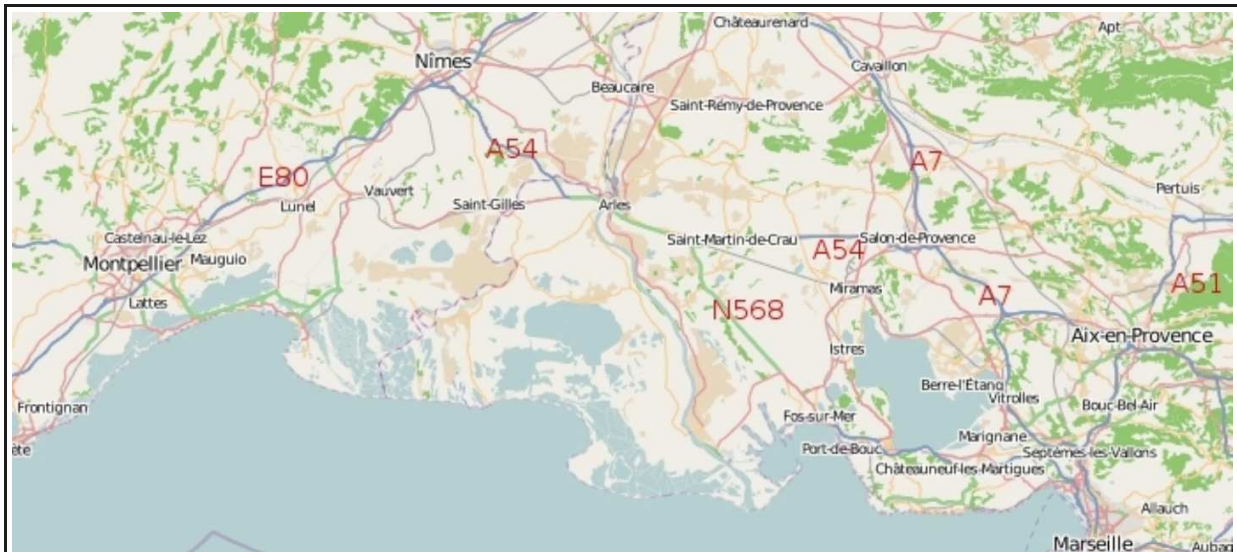 Châteaurenard
Apt
Nîmes
Cavaillon
Beaucaire
Saint-Rémy-de-Provence
A54
A7
E80
Vauvert
Pertuis
Lunel
Saint-Gilles
Arles
Castelnau-le-Lez
Saint-Martin-de-Crau
Salon-de-Provence
A54
Montpellier
Mauguio
A51
Miramas
A7
Lattes
N568
Aix-en-Provence
Istres
Berre-l'Étang
Vitrolles
Frontignan
Bouc-Bel-Air
Fos-sur-Mer
Marignane
ète
Port-de-Bouc
Septèmes-les-Vallons
Châteauneuf-les-Martigues
Allauch
Marseille
Aubag